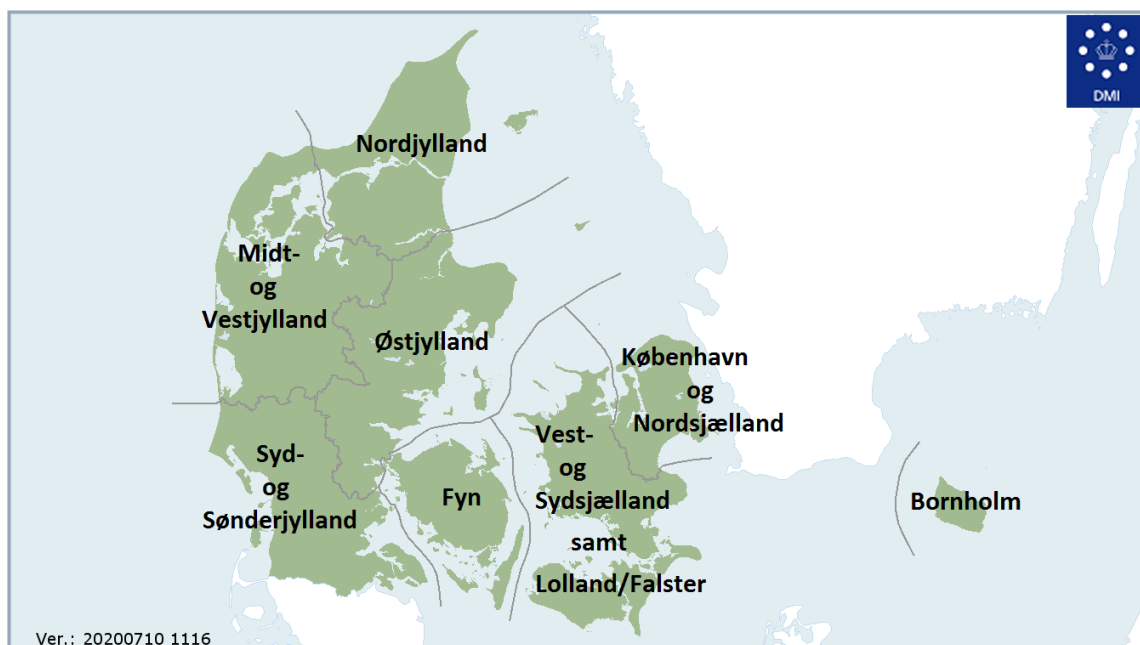 DMI
Nordjylland
Midt-
og
Vestjylland
Østjylland
København
og
Nordsjælland
Vest-
og
Sydsjælland
samt
Lolland/Falster
Syd-
og
Sønderjylland
Fyn
Bornholm
Ver.: 20200710 1116